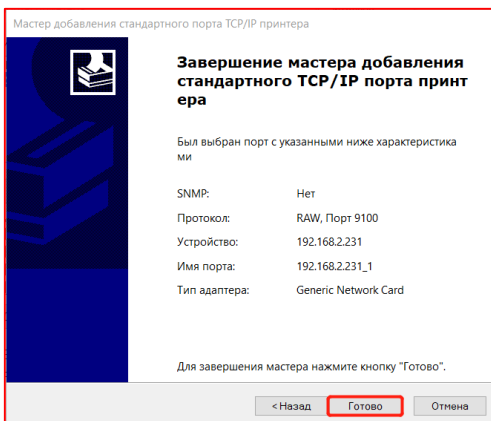 Мастер добавления стандартного порта TCP/IP принтера
Завершение мастера добавления
стандартного TCP/IP порта принт
ера
Был выбран порт с указанными ниже характеристика
ми
SNMP: Нет
Протокол: RAW, Порт 9100
Устройство: 192.168.2.231
Имя порта: 192.168.2.231_1
Тип адаптера: Generic Network Card
Для завершения мастера нажмите кнопку "Готово".
< Назад Готово Отмена